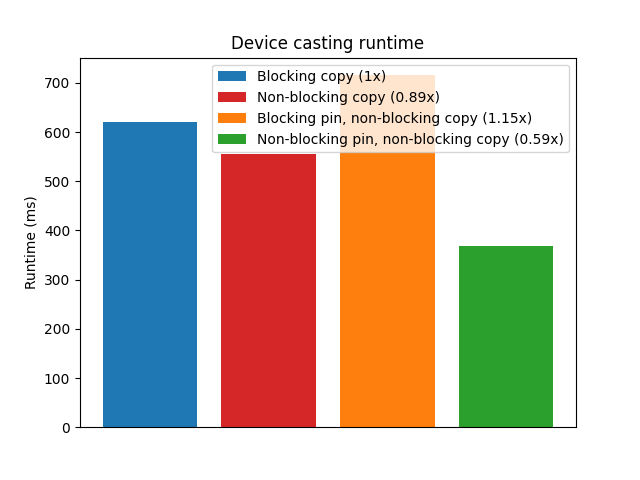 Device casting runtime
Blocking copy (1x)
Non-blocking copy (0.89x)
Blocking pin, non-blocking copy (1.15x)
Non-blocking pin, non-blocking copy (0.59x)
Runtime (ms)
700
600
500
400
300
200
100
0